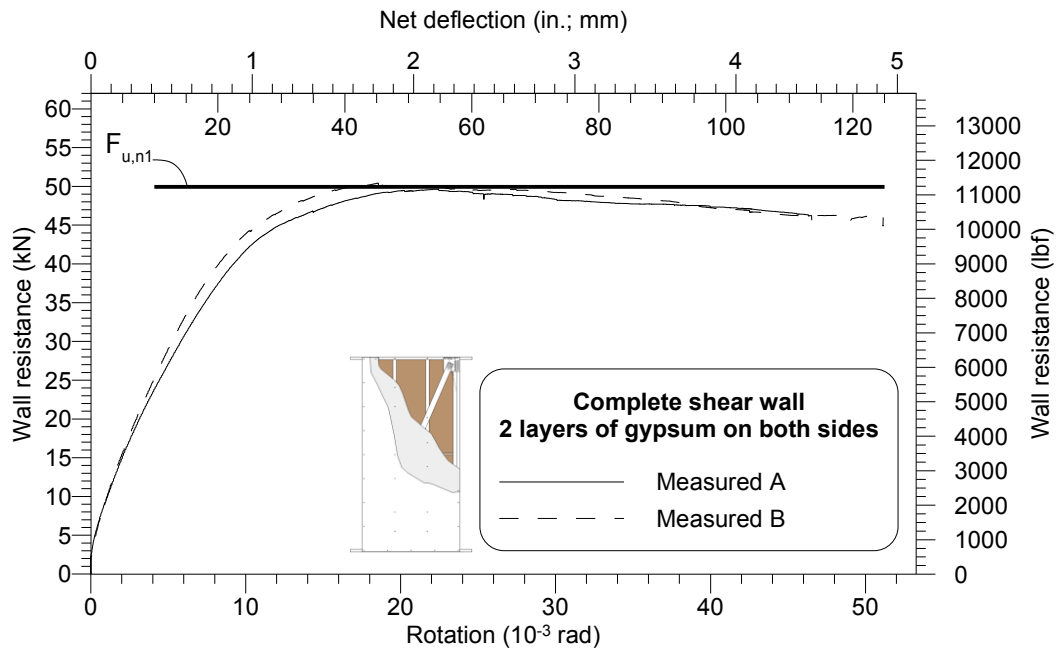 Net deflection (in.; mm)
0 1 2 3 4 5
20 40 60 80 100 120
F_{u,n1}
Wall resistance (kN)
60
55
50
45
40
35
30
25
20
15
10
5
0
13000
12000
11000
10000
9000
8000
7000
6000
5000
4000
3000
2000
1000
0
Wall resistance (lbf)
Complete shear wall
2 layers of gypsum on both sides
Measured A
Measured B
0 10 20 30 40 50
Rotation (10⁻³ rad)